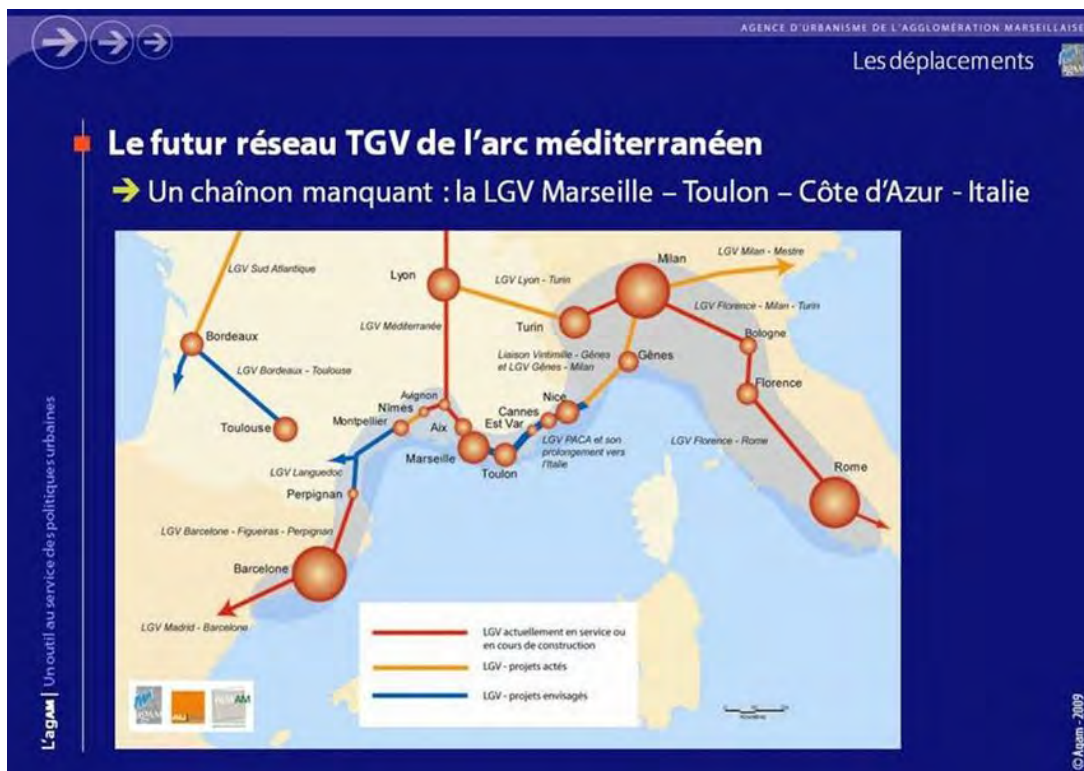 AGENCE D'URBANISME DE L'AGGLOMÉRATION MARSEILLAISE
Les déplacements
Le futur réseau TGV de l'arc méditerranéen
Un chaînon manquant : la LGV Marseille – Toulon – Côte d'Azur - Italie
LGV Sud Atlantique
Lyon
LGV Lyon - Turin
Milan
LGV Milan - Mestre
LGV Florence - Milan - Turin
Bordeaux
LGV Méditerranée
Turin
Bologne
LGV Bordeaux - Toulouse
Liaison Vintimille - Gênes
et LGV Gênes - Milan
Gênes
Florence
Toulouse
Avignon
Nîmes
Montpellier
Aix
Marseille
Toulon
Est Var
Cannes
Nice
LGV PACA et son
prolongement vers
l'Italie
LGV Florence - Rome
Rome
LGV Languedoc
Perpignan
LGV Barcelone - Figueiras - Perpignan
Barcelone
LGV Madrid - Barcelone
LGV actuellement en service ou
en cours de construction
LGV - projets actés
LGV - projets envisagés
L'agAM | Un outil au service des politiques urbaines
© Agam - 2009